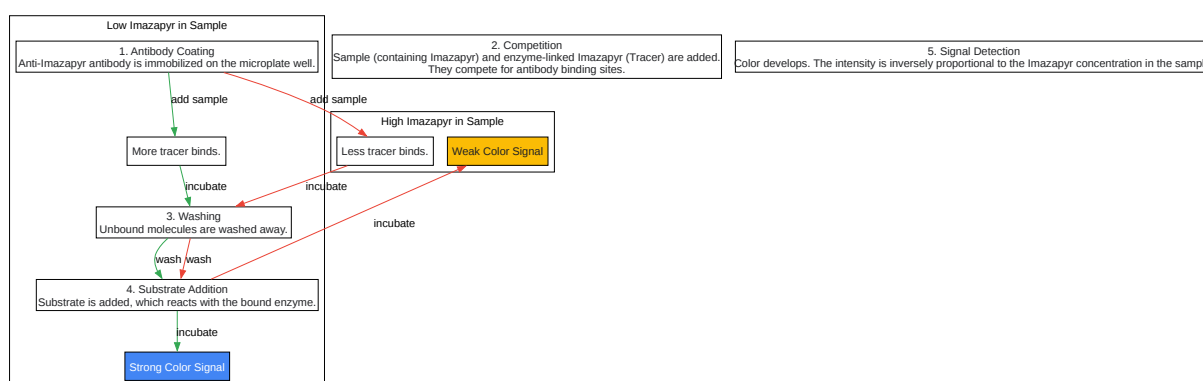 Low Imazapyr in Sample
1. Antibody Coating
Anti-Imazapyr antibody is immobilized on the microplate well.
2. Competition
Sample (containing Imazapyr) and enzyme-linked Imazapyr (Tracer) are added.
They compete for antibody binding sites.
5. Signal Detection
Color develops. The intensity is inversely proportional to the Imazapyr concentration in the sampl
add sample
add sample
High Imazapyr in Sample
More tracer binds.
Less tracer binds.
Weak Color Signal
incubate
incubate
3. Washing
Unbound molecules are washed away.
incubate
wash
wash
4. Substrate Addition
Substrate is added, which reacts with the bound enzyme.
incubate
Strong Color Signal